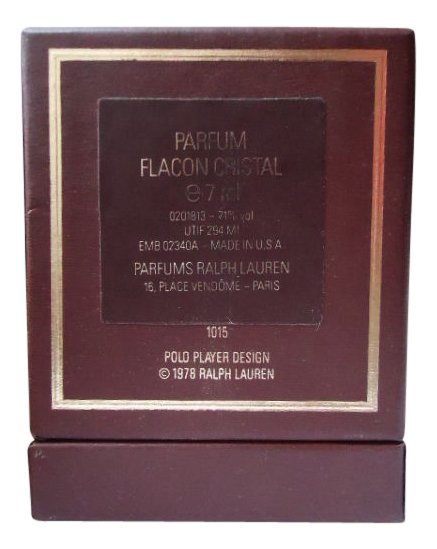 PARFUM
FLACON CRISTAL
℮ 7 ml
0201813 - 71% vol
UTIF 294 MI
EMB 02340A - MADE IN U.S.A
PARFUMS RALPH LAUREN
16, PLACE VENDÔME - PARIS
1015
POLO PLAYER DESIGN
© 1978 RALPH LAUREN